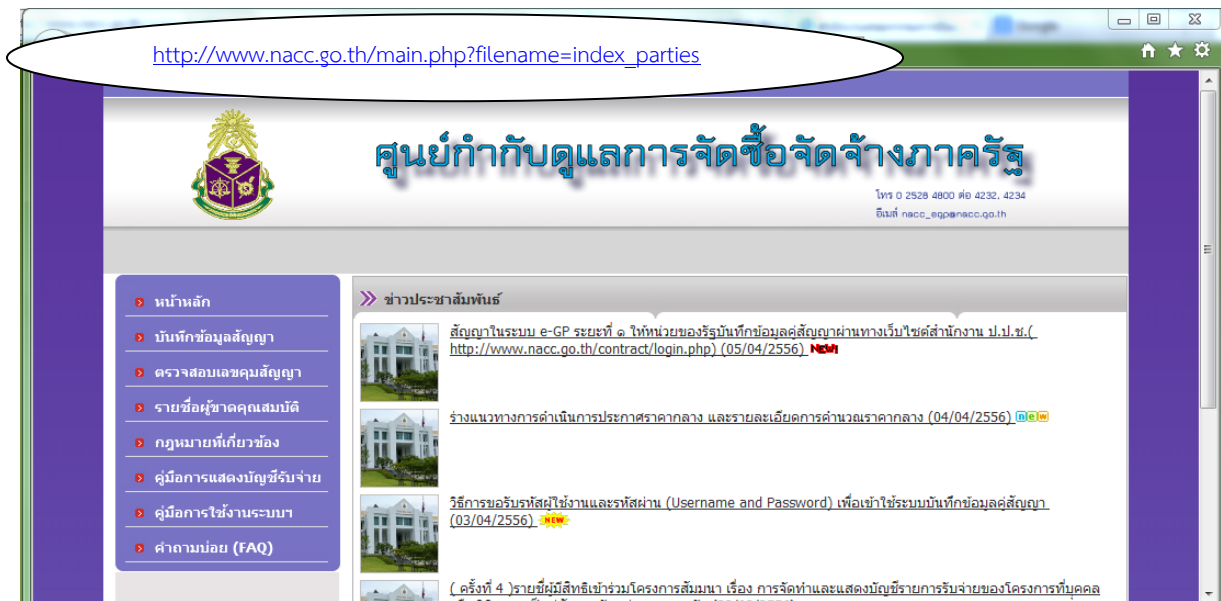 http://www.nacc.go.th/main.php?filename=index_parties
ศูนย์กำกับดูแลการจัดซื้อจัดจ้างภาครัฐ
โทร 0 2528 4800 ต่อ 4232, 4234
อีเมล์ nacc_egp@nacc.go.th
หน้าหลัก
บันทึกข้อมูลสัญญา
ตรวจสอบเลขคุมสัญญา
รายชื่อผู้ขาดคุณสมบัติ
กฎหมายที่เกี่ยวข้อง
คู่มือการแสดงบัญชีรับจ่าย
คู่มือการใช้งานระบบฯ
คำถามบ่อย (FAQ)
ข่าวประชาสัมพันธ์
สัญญาในระบบ e-GP ระยะที่ ๑ ให้หน่วยของรัฐบันทึกข้อมูลคู่สัญญาผ่านทางเว็บไซต์สำนักงาน ป.ป.ช.(
http://www.nacc.go.th/contract/login.php) (05/04/2556) NEW!
ร่างแนวทางการดำเนินการประกาศราคากลาง และรายละเอียดการคำนวณราคากลาง (04/04/2556) new
วิธีการขอรับรหัสผู้ใช้งานและรหัสผ่าน (Username and Password) เพื่อเข้าใช้ระบบบันทึกข้อมูลคู่สัญญา
(03/04/2556) NEW
( ครั้งที่ 4 )รายชื่ผู้มีสิทธิเข้าร่วมโครงการสัมมนา เรื่อง การจัดทำและแสดงบัญชีรายการรับจ่ายของโครงการที่บุคคล